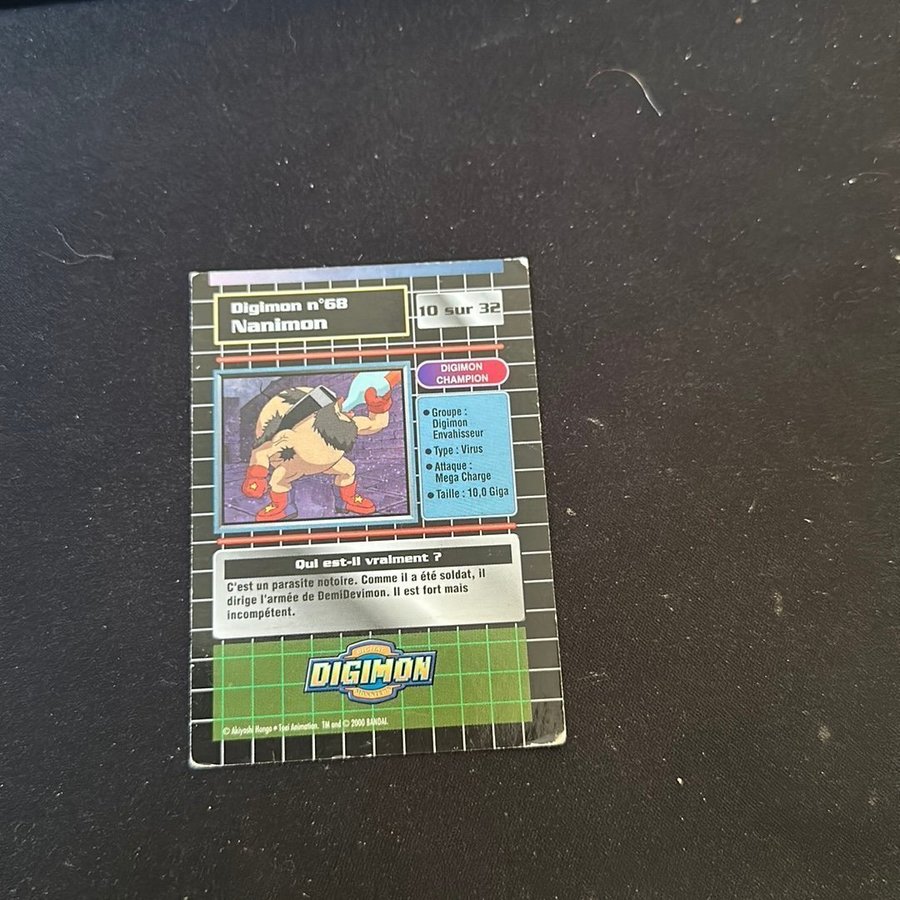 Digimon n°68
Nanimon
10 sur 32
DIGIMON
CHAMPION
• Groupe :
Digimon
Envahisseur
• Type : Virus
• Attaque :
Mega Charge
• Taille : 10,0 Giga
Qui est-il vraiment ?
C'est un parasite notoire. Comme il a été soldat, il
dirige l'armée de DemiDevimon. Il est fort mais
incompétent.
DIGITAL
DIGIMON
MONSTERS
© Akiyoshi Hongo • Toei Animation. TM and © 2000 BANDAI.